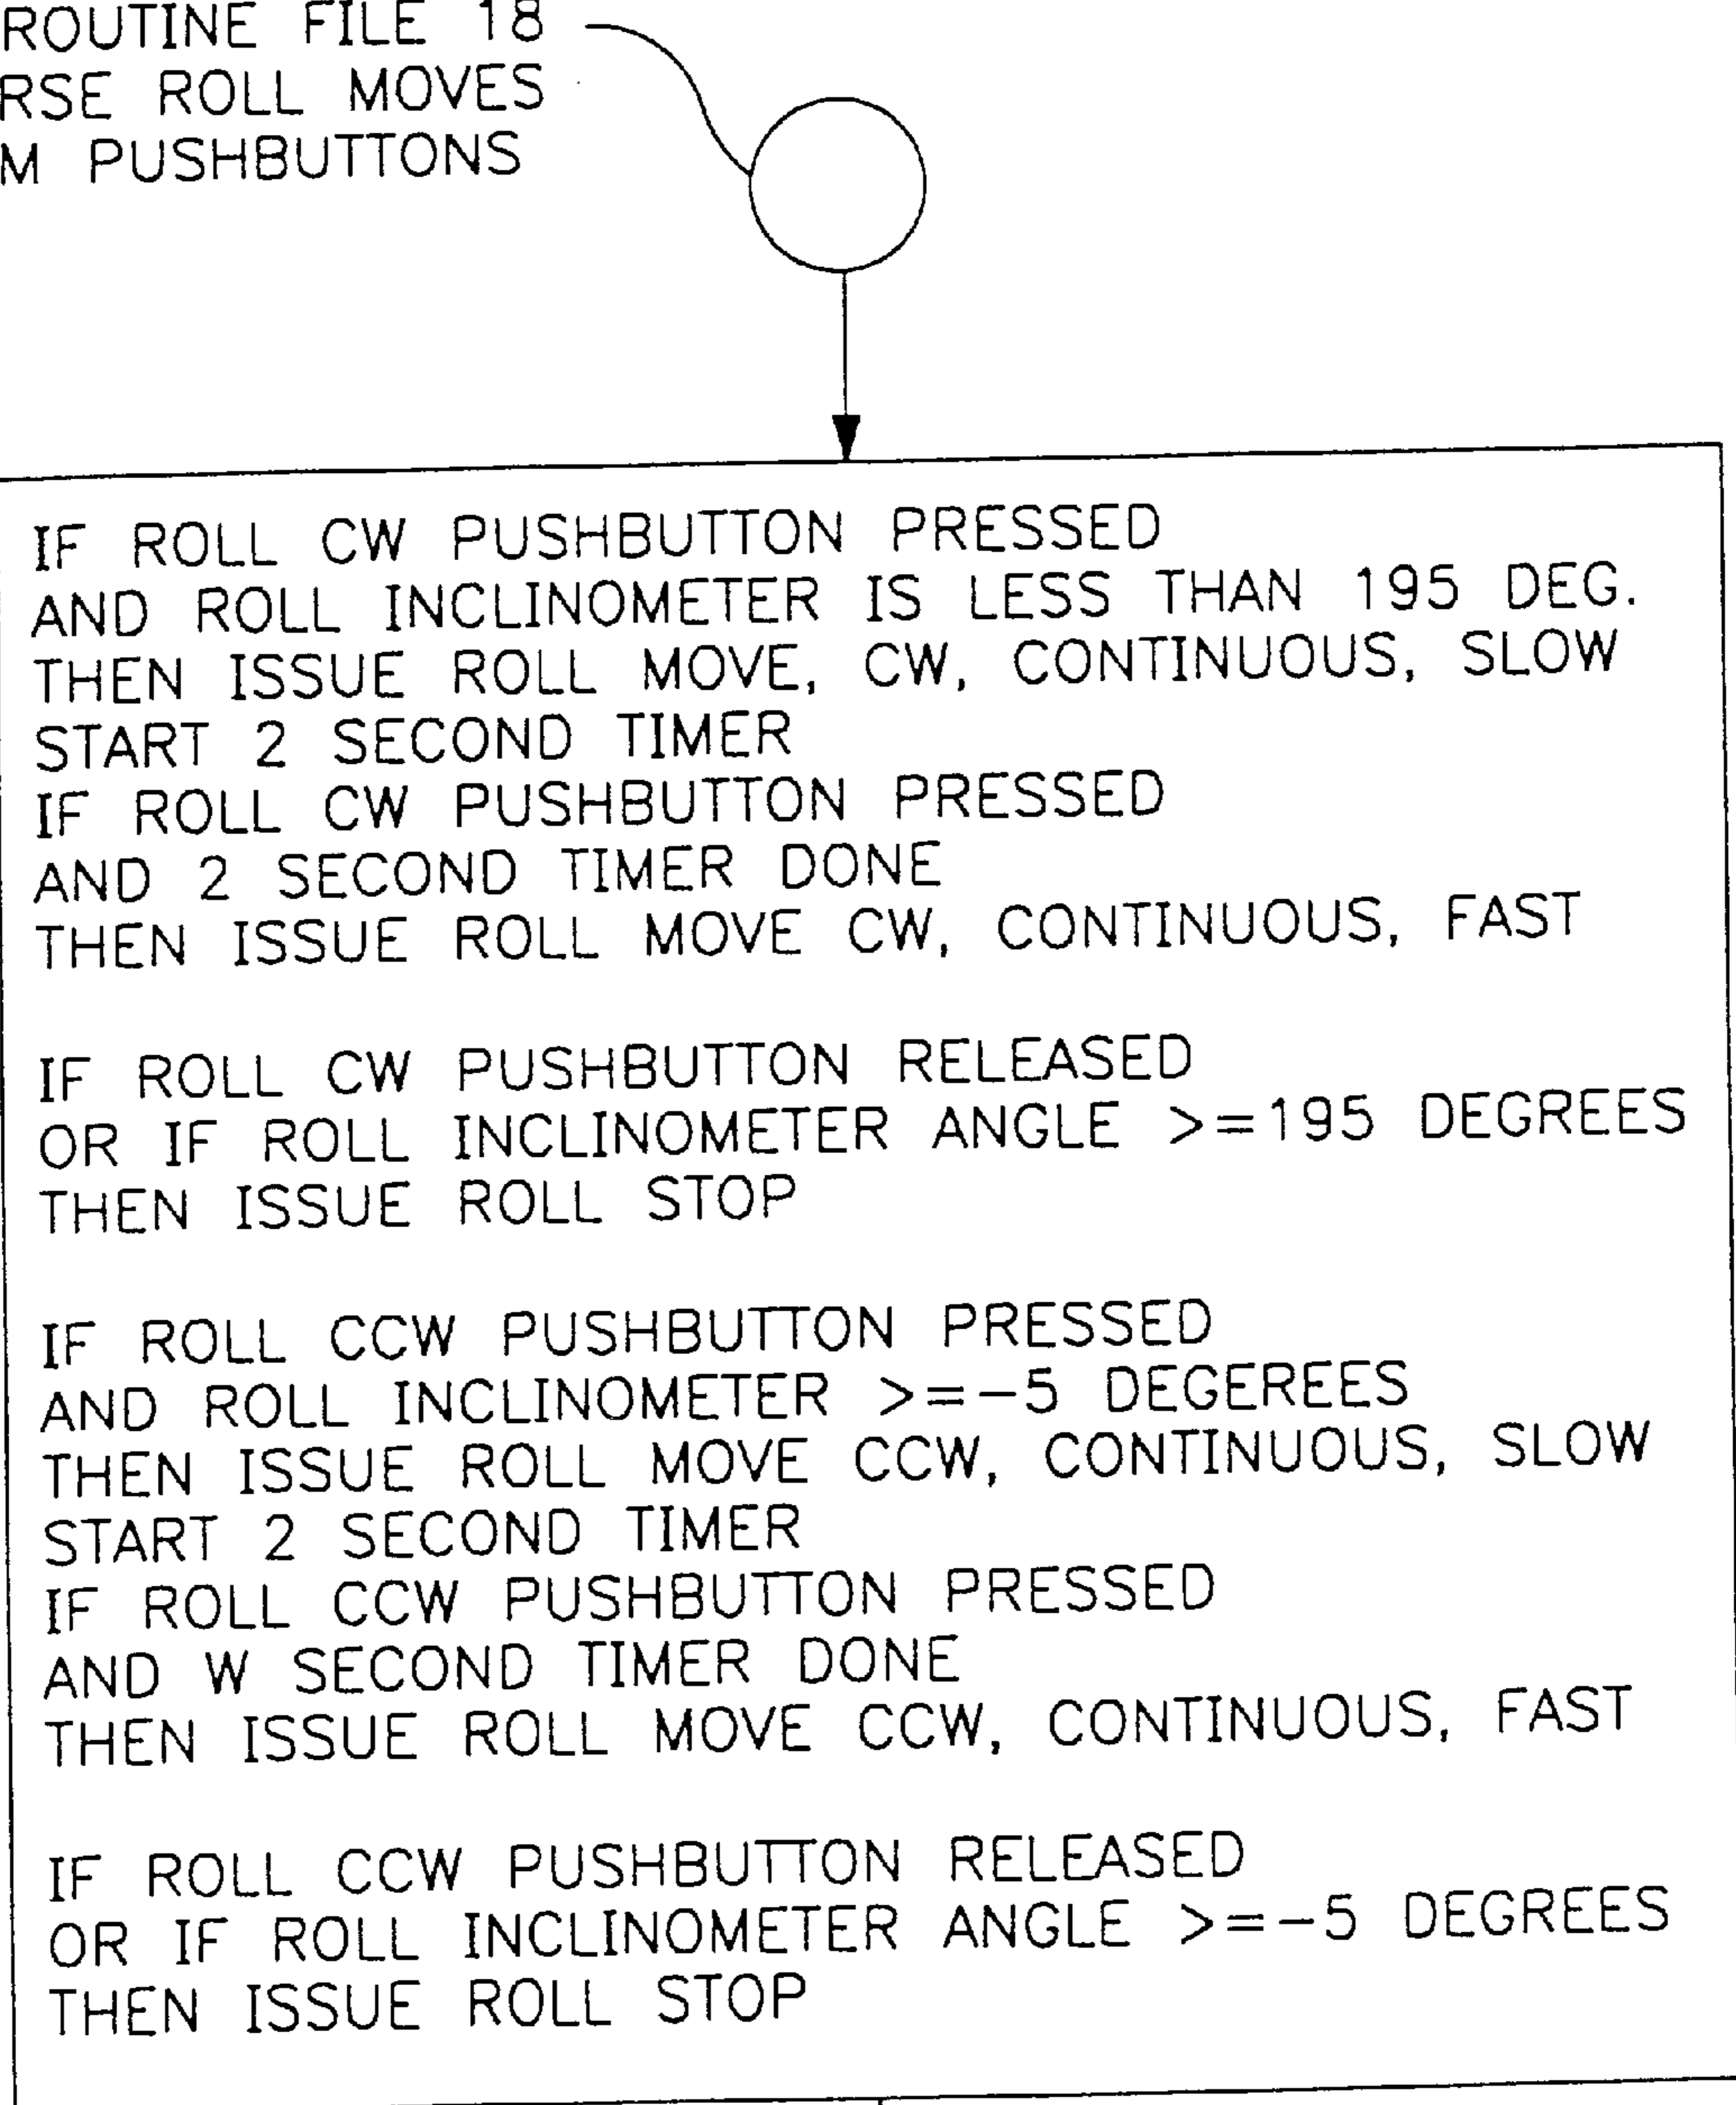 ROUTINE FILE 18
RSE ROLL MOVES
M PUSHBUTTONS
IF ROLL CW PUSHBUTTON PRESSED
AND ROLL INCLINOMETER IS LESS THAN 195 DEG.
THEN ISSUE ROLL MOVE, CW, CONTINUOUS, SLOW
START 2 SECOND TIMER
IF ROLL CW PUSHBUTTON PRESSED
AND 2 SECOND TIMER DONE
THEN ISSUE ROLL MOVE CW, CONTINUOUS, FAST
IF ROLL CW PUSHBUTTON RELEASED
OR IF ROLL INCLINOMETER ANGLE >=195 DEGREES
THEN ISSUE ROLL STOP
IF ROLL CCW PUSHBUTTON PRESSED
AND ROLL INCLINOMETER >=-5 DEGEREES
THEN ISSUE ROLL MOVE CCW, CONTINUOUS, SLOW
START 2 SECOND TIMER
IF ROLL CCW PUSHBUTTON PRESSED
AND W SECOND TIMER DONE
THEN ISSUE ROLL MOVE CCW, CONTINUOUS, FAST
IF ROLL CCW PUSHBUTTON RELEASED
OR IF ROLL INCLINOMETER ANGLE >=-5 DEGREES
THEN ISSUE ROLL STOP